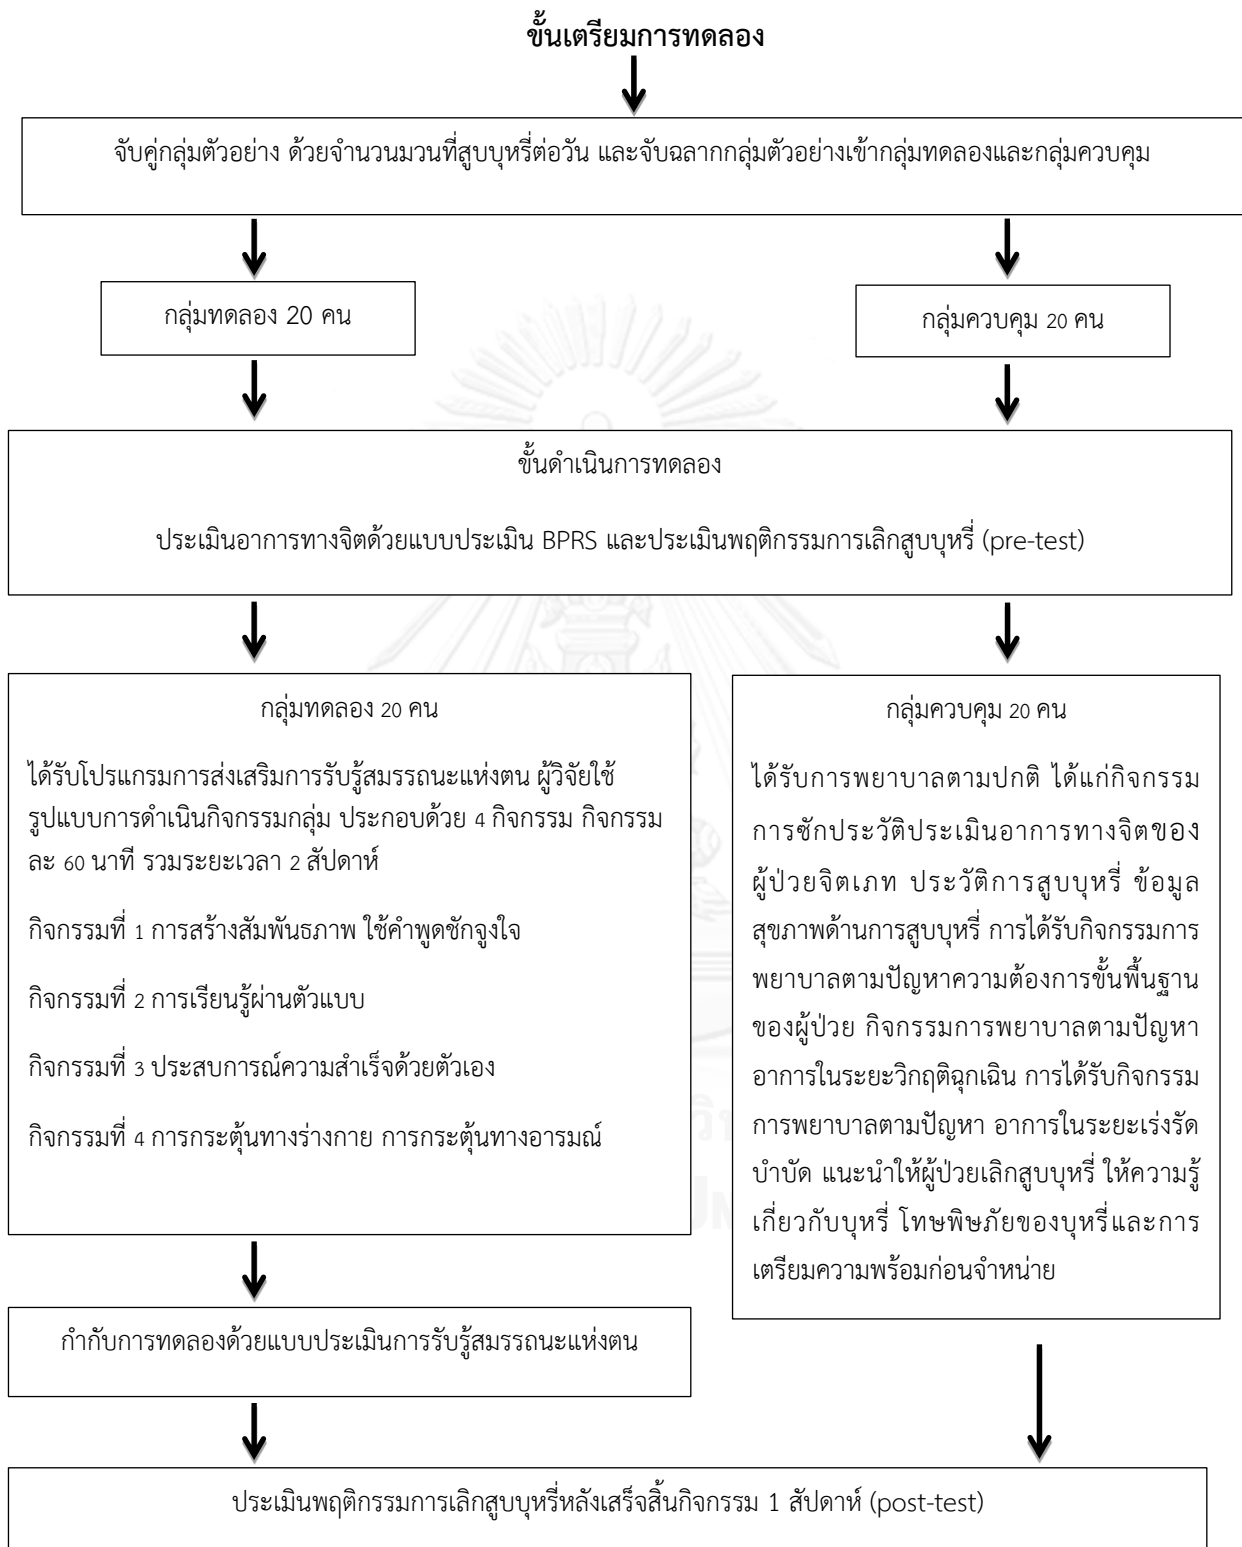 ขั้นเตรียมการทดลอง
จับคู่กลุ่มตัวอย่าง ด้วยจำนวนมวนที่สูบบุหรี่ต่อวัน และจับฉลากกลุ่มตัวอย่างเข้ากลุ่มทดลองและกลุ่มควบคุม
กลุ่มทดลอง 20 คน
กลุ่มควบคุม 20 คน
ขั้นดำเนินการทดลอง
ประเมินอาการทางจิตด้วยแบบประเมิน BPRS และประเมินพฤติกรรมการเลิกสูบบุหรี่ (pre-test)
กลุ่มทดลอง 20 คน
ได้รับโปรแกรมการส่งเสริมการรับรู้สมรรถนะแห่งตน ผู้วิจัยใช้
รูปแบบการดำเนินกิจกรรมกลุ่ม ประกอบด้วย 4 กิจกรรม กิจกรรม
ละ 60 นาที รวมระยะเวลา 2 สัปดาห์
กิจกรรมที่ 1 การสร้างสัมพันธภาพ ใช้คำพูดชักจูงใจ
กิจกรรมที่ 2 การเรียนรู้ผ่านตัวแบบ
กิจกรรมที่ 3 ประสบการณ์ความสำเร็จด้วยตัวเอง
กิจกรรมที่ 4 การกระตุ้นทางร่างกาย การกระตุ้นทางอารมณ์
กลุ่มควบคุม 20 คน
ได้รับการพยาบาลตามปกติ ได้แก่กิจกรรม
การซักประวัติประเมินอาการทางจิตของ
ผู้ป่วยจิตเภท ประวัติการสูบบุหรี่ ข้อมูล
สุขภาพด้านการสูบบุหรี่ การได้รับกิจกรรมการ
พยาบาลตามปัญหาความต้องการขั้นพื้นฐาน
ของผู้ป่วย กิจกรรมการพยาบาลตามปัญหา
อาการในระยะวิกฤติฉุกเฉิน การได้รับกิจกรรม
การพยาบาลตามปัญหา อาการในระยะเร่งรัด
บำบัด แนะนำให้ผู้ป่วยเลิกสูบบุหรี่ ให้ความรู้
เกี่ยวกับบุหรี่ โทษพิษภัยของบุหรี่และการ
เตรียมความพร้อมก่อนจำหน่าย
กำกับการทดลองด้วยแบบประเมินการรับรู้สมรรถนะแห่งตน
ประเมินพฤติกรรมการเลิกสูบบุหรี่หลังเสร็จสิ้นกิจกรรม 1 สัปดาห์ (post-test)